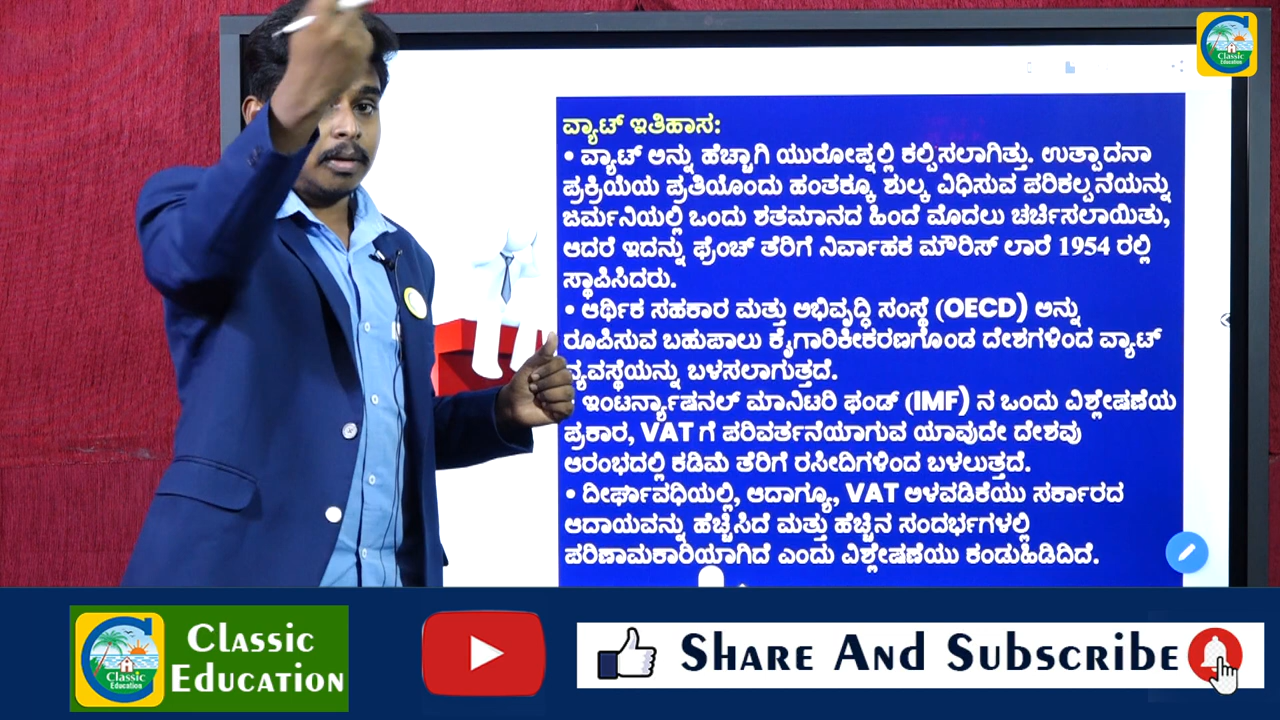 Classic
Education
ವ್ಯಾಟ್ ಇತಿಹಾಸ:
• ವ್ಯಾಟ್ ಅನ್ನು ಹೆಚ್ಚಾಗಿ ಯುರೋಪ್ನಲ್ಲಿ ಕಲ್ಪಿಸಲಾಗಿತ್ತು. ಉತ್ಪಾದನಾ
ಪ್ರಕ್ರಿಯೆಯ ಪ್ರತಿಯೊಂದು ಹಂತಕ್ಕೂ ಶುಲ್ಕ ವಿಧಿಸುವ ಪರಿಕಲ್ಪನೆಯನ್ನು
ಜರ್ಮನಿಯಲ್ಲಿ ಒಂದು ಶತಮಾನದ ಹಿಂದೆ ಮೊದಲು ಚರ್ಚಿಸಲಾಯಿತು,
ಆದರೆ ಇದನ್ನು ಫ್ರೆಂಚ್ ತೆರಿಗೆ ನಿರ್ವಾಹಕ ಮೌರಿಸ್ ಲಾರೆ 1954 ರಲ್ಲಿ
ಸ್ಥಾಪಿಸಿದರು.
• ಆರ್ಥಿಕ ಸಹಕಾರ ಮತ್ತು ಅಭಿವೃದ್ಧಿ ಸಂಸ್ಥೆ (OECD) ಅನ್ನು
ರೂಪಿಸುವ ಬಹುಪಾಲು ಕೈಗಾರಿಕೀಕರಣಗೊಂಡ ದೇಶಗಳಿಂದ ವ್ಯಾಟ್
ವ್ಯವಸ್ಥೆಯನ್ನು ಬಳಸಲಾಗುತ್ತದೆ.
• ಇಂಟರ್ನ್ಯಾಷನಲ್ ಮಾನಿಟರಿ ಫಂಡ್ (IMF) ನ ಒಂದು ವಿಶ್ಲೇಷಣೆಯ
ಪ್ರಕಾರ, VAT ಗೆ ಪರಿವರ್ತನೆಯಾಗುವ ಯಾವುದೇ ದೇಶವು
ಆರಂಭದಲ್ಲಿ ಕಡಿಮೆ ತೆರಿಗೆ ರಸೀದಿಗಳಿಂದ ಬಳಲುತ್ತದೆ.
• ದೀರ್ಘಾವಧಿಯಲ್ಲಿ, ಆದಾಗ್ಯೂ, VAT ಅಳವಡಿಕೆಯು ಸರ್ಕಾರದ
ಆದಾಯವನ್ನು ಹೆಚ್ಚಿಸಿದೆ ಮತ್ತು ಹೆಚ್ಚಿನ ಸಂದರ್ಭಗಳಲ್ಲಿ
ಪರಿಣಾಮಕಾರಿಯಾಗಿದೆ ಎಂದು ವಿಶ್ಲೇಷಣೆಯು ಕಂಡುಹಿಡಿದಿದೆ.
Classic
Education
Classic
Education
Share And Subscribe